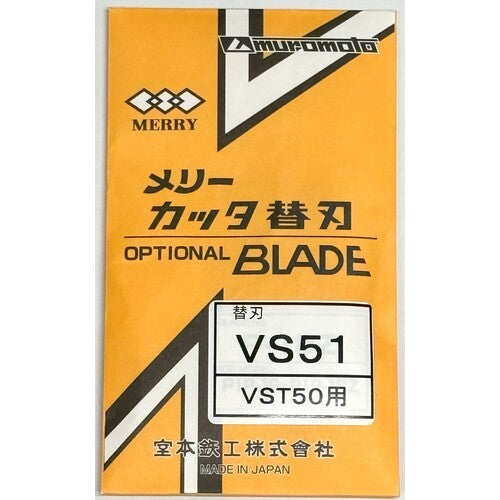 muromoto
MERRY
メリー
カッタ替刃
OPTIONAL BLADE
替刃
VS51
VST50用
室本鉄工株式會社
MADE IN JAPAN